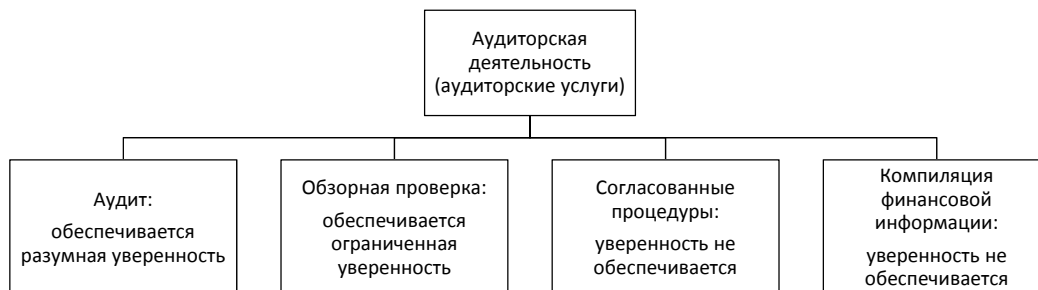 Аудиторская
деятельность
(аудиторские услуги)
Аудит:
обеспечивается
разумная уверенность
Обзорная проверка:
обеспечивается
ограниченная
уверенность
Согласованные
процедуры:
уверенность не
обеспечивается
Компиляция
финансовой
информации:
уверенность не
обеспечивается